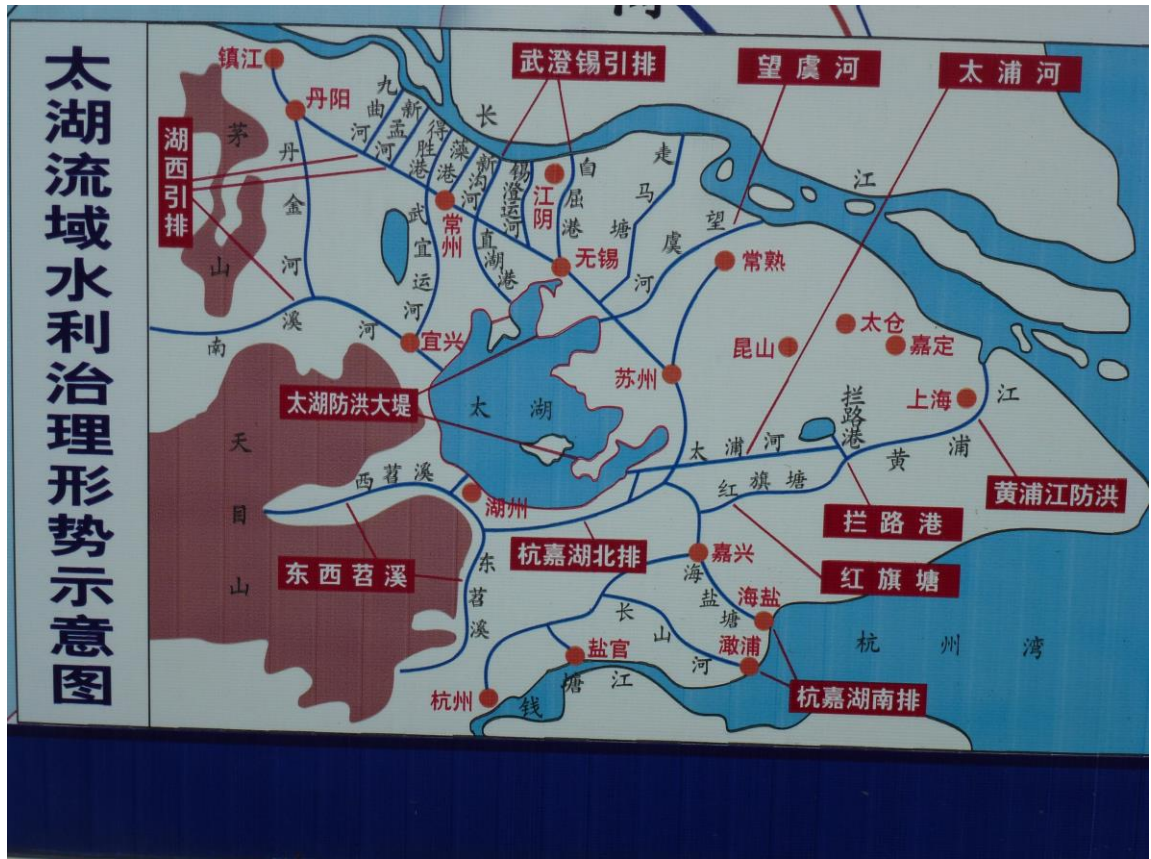 太湖流域水利治理形势示意图
镇江
武澄锡引排
望虞河
太浦河
丹阳
九曲河
新孟河
得胜港
藻港
新沟河
锡澄运河
江阴
白屈港
走马塘
望虞河
长江
湖西引排
茅山
丹金河
武宜运河
常州
直湖港
无锡
常熟
太仓
昆山
嘉定
南溪河
宜兴
苏州
上海
太湖防洪大堤
太湖
太浦河
拦路港
黄浦江
红旗塘
黄浦江防洪
天目山
西苕溪
湖州
东西苕溪
东苕溪
杭嘉湖北排
拦路港
嘉兴
红旗塘
海盐塘
海盐
长山河
盐官
澉浦
杭州湾
杭州
钱塘江
杭嘉湖南排